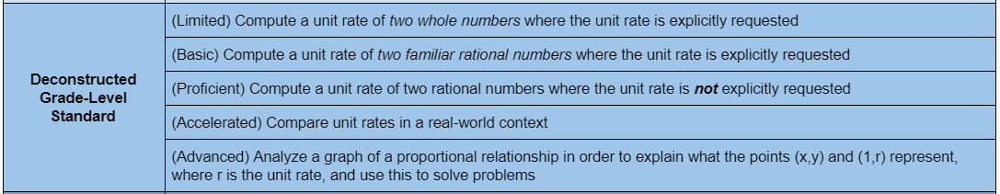 Deconstructed
Grade-Level
Standard
(Limited) Compute a unit rate of two whole numbers where the unit rate is explicitly requested
(Basic) Compute a unit rate of two familiar rational numbers where the unit rate is explicitly requested
(Proficient) Compute a unit rate of two rational numbers where the unit rate is not explicitly requested
(Accelerated) Compare unit rates in a real-world context
(Advanced) Analyze a graph of a proportional relationship in order to explain what the points (x,y) and (1,r) represent,
where r is the unit rate, and use this to solve problems